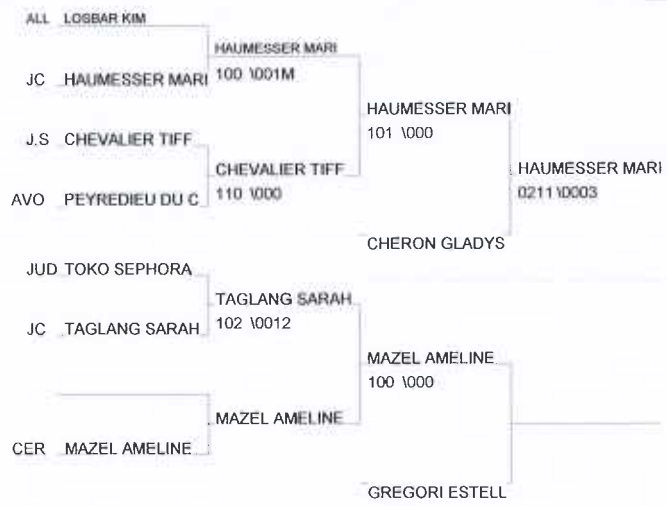 ALL LOSBAR KIM
HAUMESSER MARI
JC HAUMESSER MARI 100 \001M
HAUMESSER MARI
101 \000
J.S CHEVALIER TIFF
CHEVALIER TIFF
HAUMESSER MARI
AVO PEYREDIEU DU C 110 \000
0211\0003
CHERON GLADYS
JUD TOKO SEPHORA
TAGLANG SARAH
JC TAGLANG SARAH 102 \0012
MAZEL AMELINE
100 \000
MAZEL AMELINE
CER MAZEL AMELINE
GREGORI ESTELL